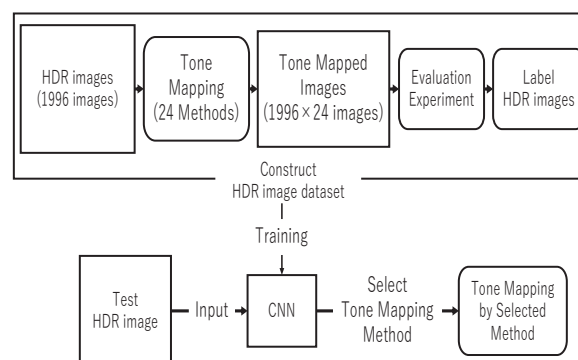 HDR images
(1996 images)
Tone
Mapping
(24 Methods)
Tone Mapped
Images
(1996×24 images)
Evaluation
Experiment
Label
HDR images
Construct
HDR image dataset
Training
Test
HDR image
Input
CNN
Select
Tone Mapping
Method
Tone Mapping
by Selected
Method